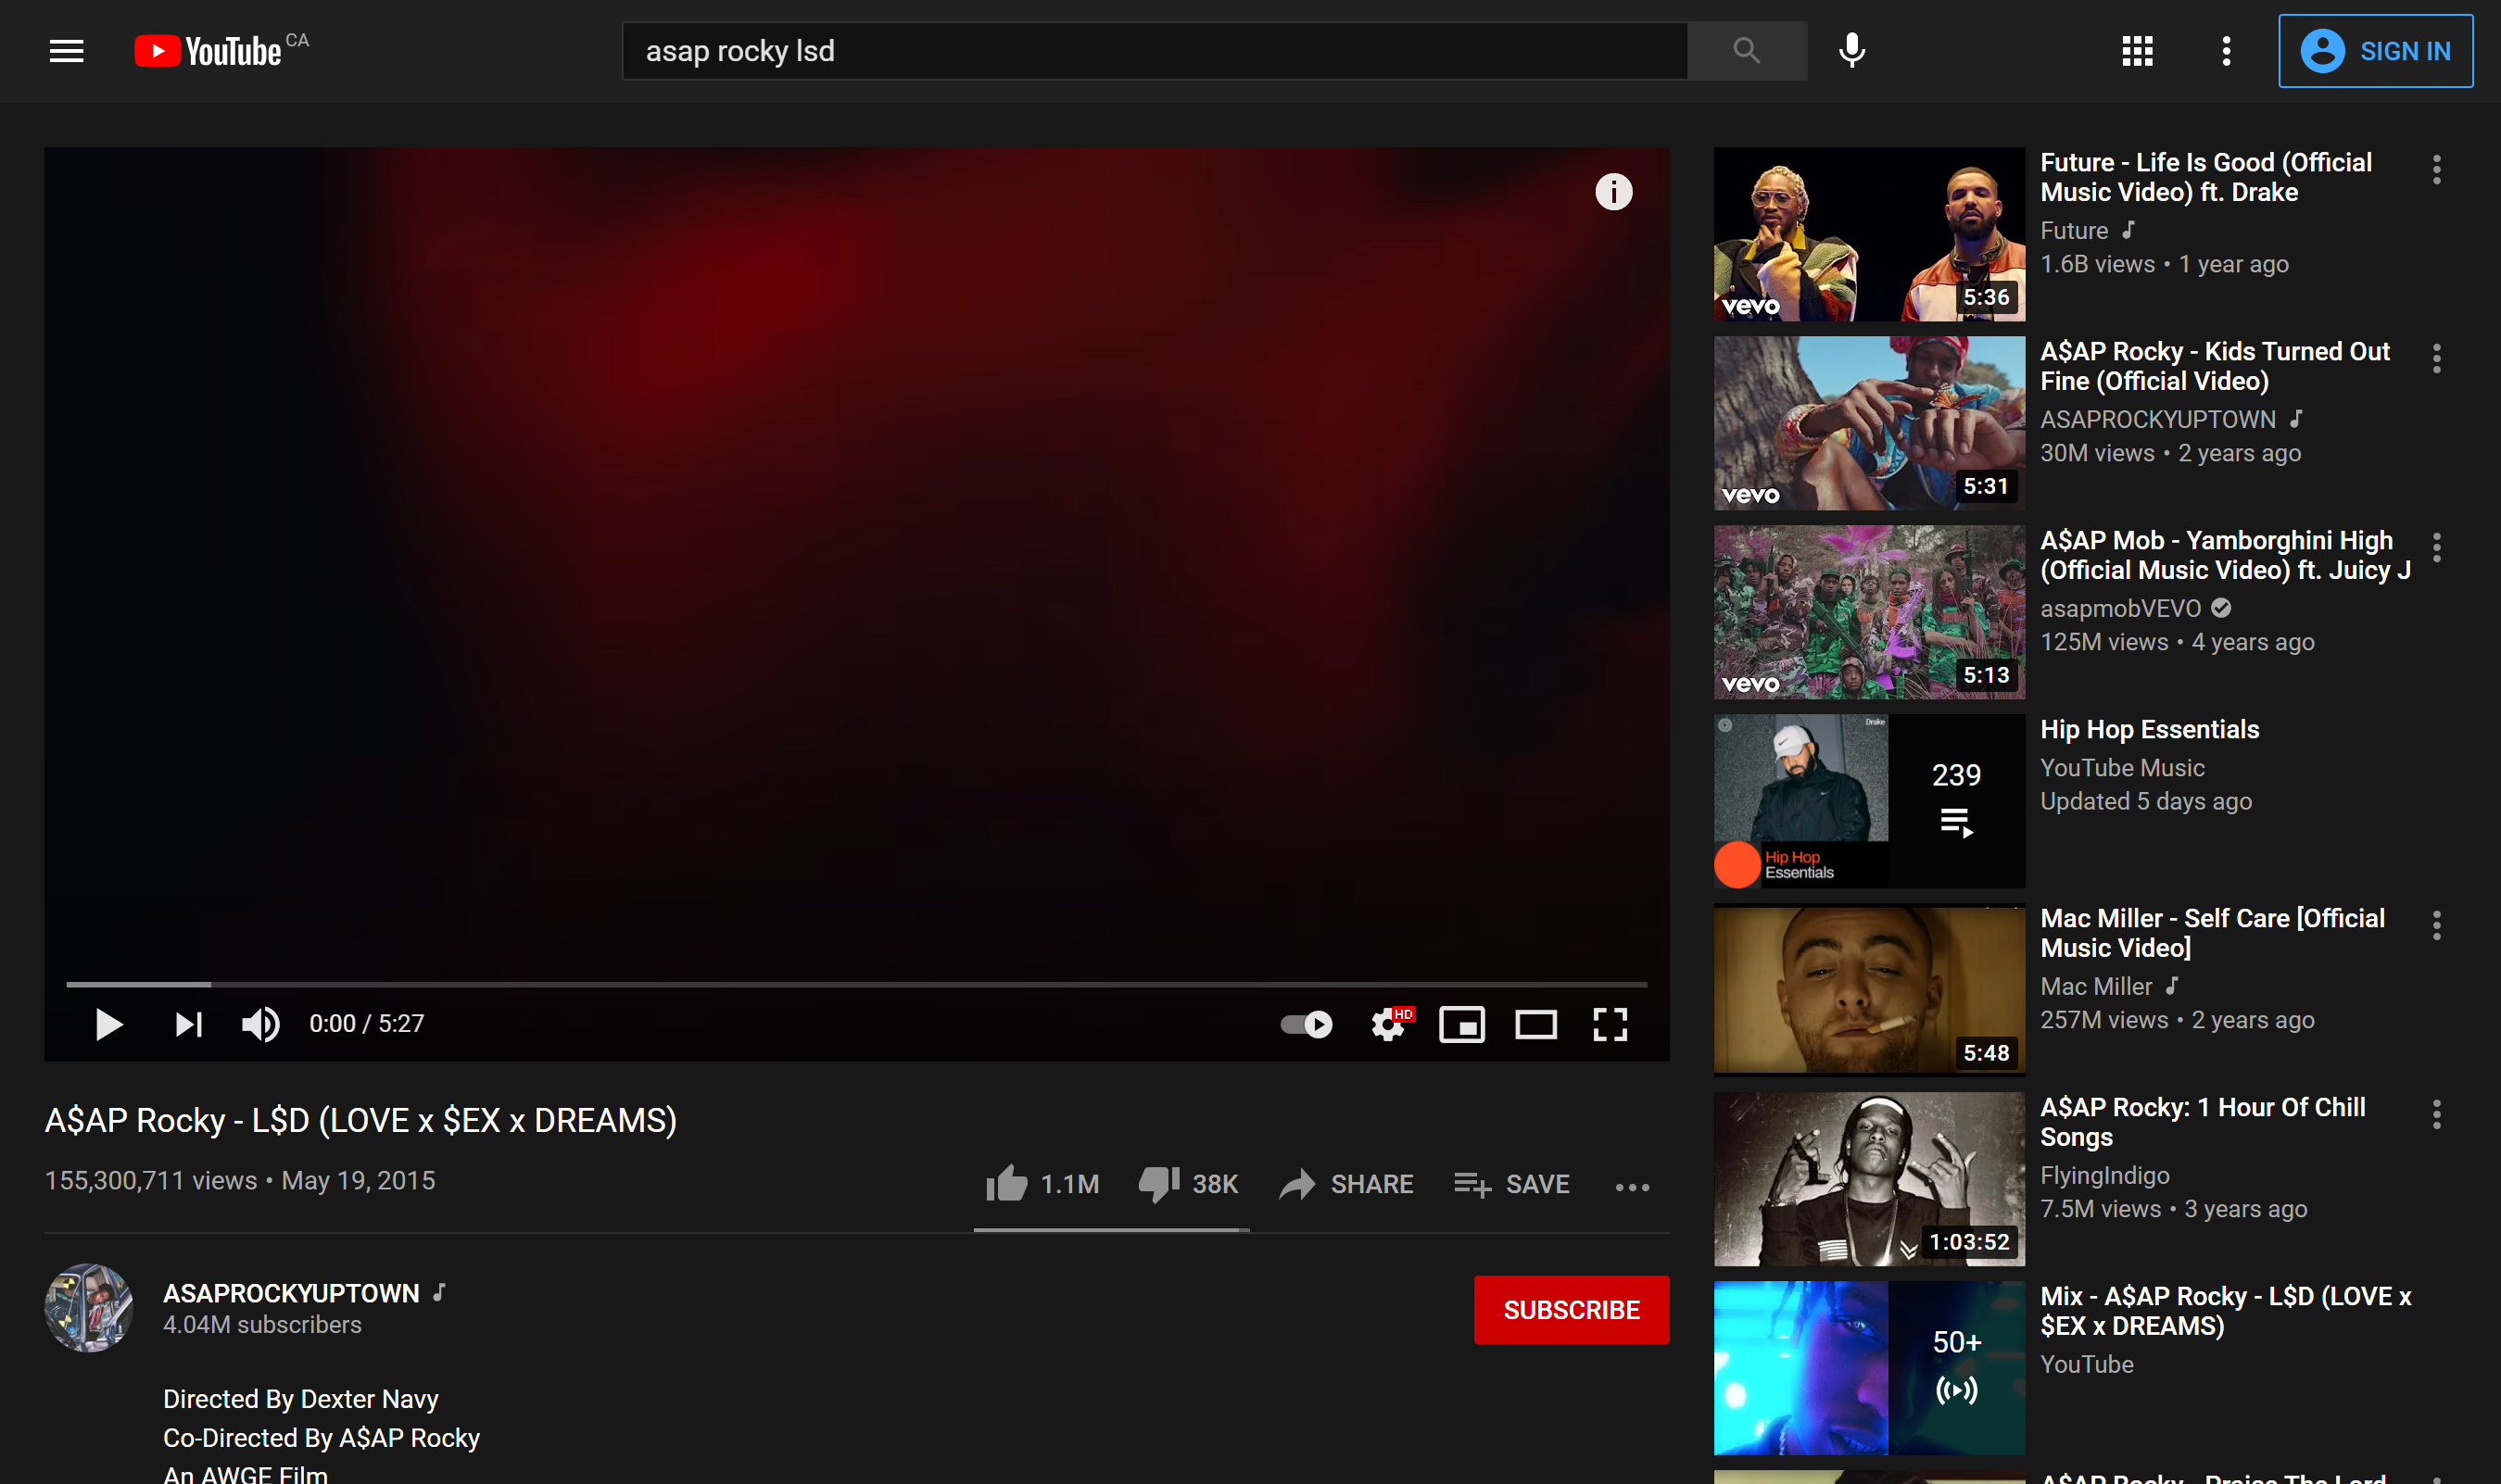 YouTube CA
asap rocky lsd
SIGN IN
0:00 / 5:27
HD
A$AP Rocky - L$D (LOVE x $EX x DREAMS)
155,300,711 views • May 19, 2015
1.1M
38K
SHARE
SAVE
ASAPROCKYUPTOWN
4.04M subscribers
SUBSCRIBE
Directed By Dexter Navy
Co-Directed By A$AP Rocky
An AWGE Film
vevo
5:36
Future - Life Is Good (Official
Music Video) ft. Drake
Future
1.6B views • 1 year ago
vevo
5:31
A$AP Rocky - Kids Turned Out
Fine (Official Video)
ASAPROCKYUPTOWN
30M views • 2 years ago
vevo
5:13
A$AP Mob - Yamborghini High
(Official Music Video) ft. Juicy J
asapmobVEVO
125M views • 4 years ago
Drake
Hip Hop
Essentials
239
Hip Hop Essentials
YouTube Music
Updated 5 days ago
5:48
Mac Miller - Self Care [Official
Music Video]
Mac Miller
257M views • 2 years ago
1:03:52
A$AP Rocky: 1 Hour Of Chill
Songs
FlyingIndigo
7.5M views • 3 years ago
50+
Mix - A$AP Rocky - L$D (LOVE x
$EX x DREAMS)
YouTube
A$AP Rocky - Praise The Lord